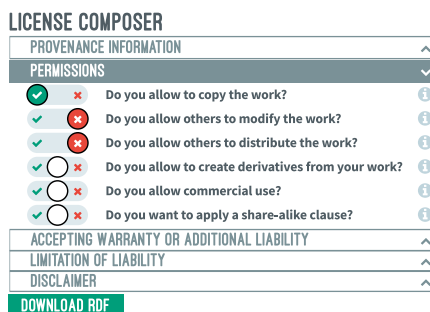 LICENSE COMPOSER
PROVENANCE INFORMATION
PERMISSIONS
Do you allow to copy the work?
Do you allow others to modify the work?
Do you allow others to distribute the work?
Do you allow to create derivatives from your work?
Do you allow commercial use?
Do you want to apply a share-alike clause?
ACCEPTING WARRANTY OR ADDITIONAL LIABILITY
LIMITATION OF LIABILITY
DISCLAIMER
DOWNLOAD RDF